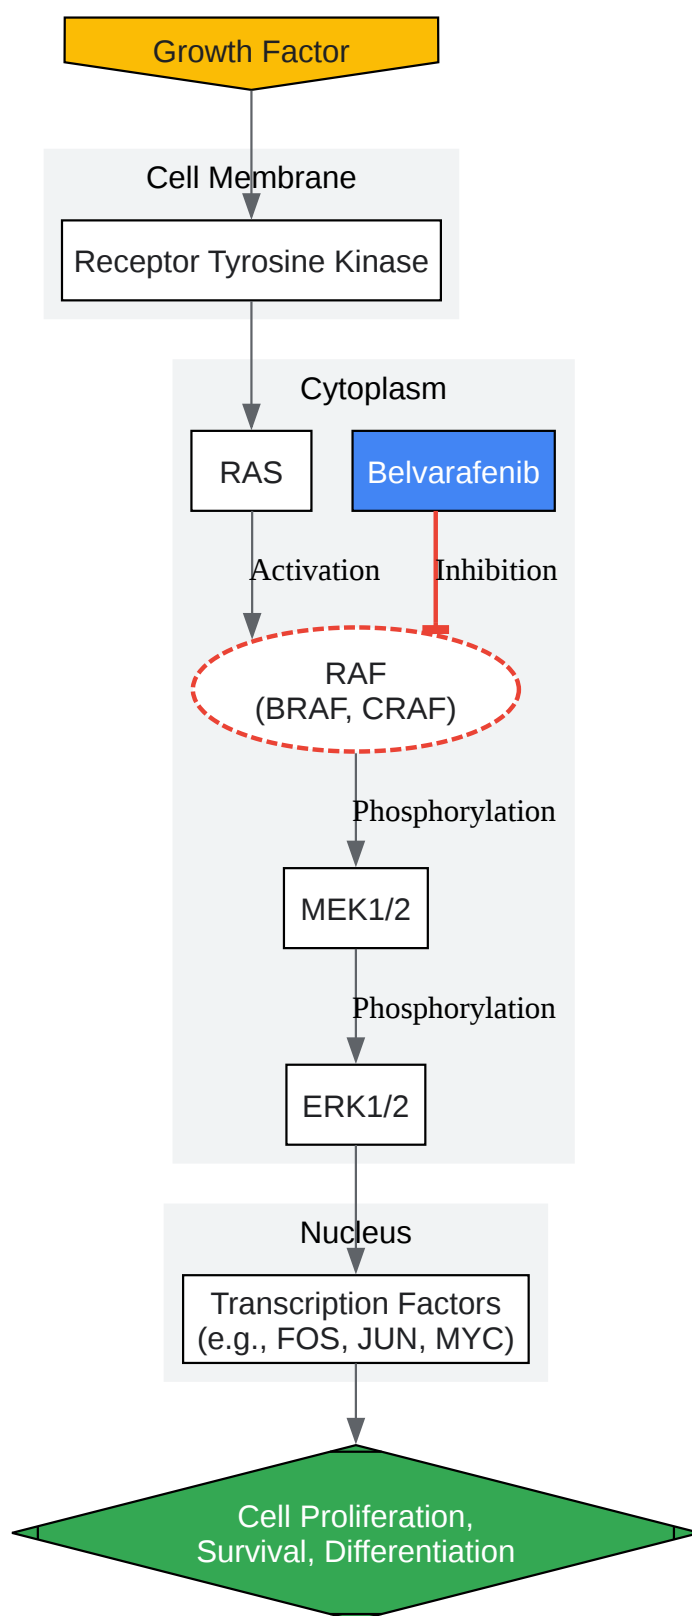 Growth Factor
Cell Membrane
Receptor Tyrosine Kinase
Cytoplasm
RAS
Belvarafenib
Activation
Inhibition
RAF
(BRAF, CRAF)
Phosphorylation
MEK1/2
Phosphorylation
ERK1/2
Nucleus
Transcription Factors
(e.g., FOS, JUN, MYC)
Cell Proliferation,
Survival, Differentiation